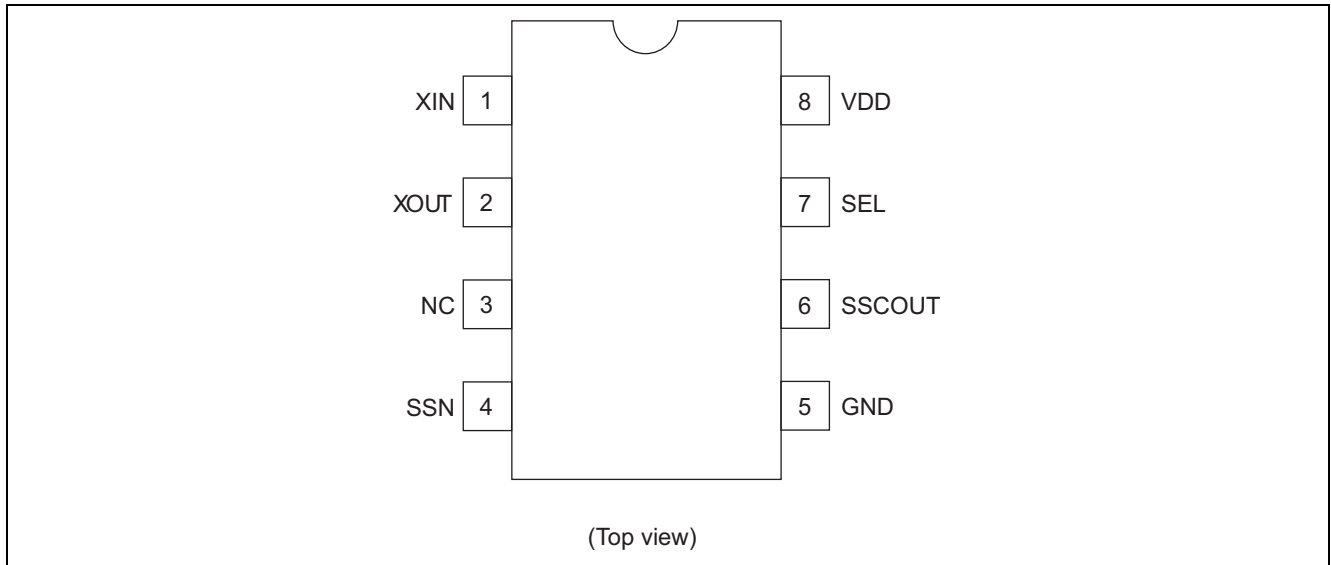 XIN 1 8 VDD
XOUT 2 7 SEL
NC 3 6 SSCOUT
SSN 4 5 GND
(Top view)